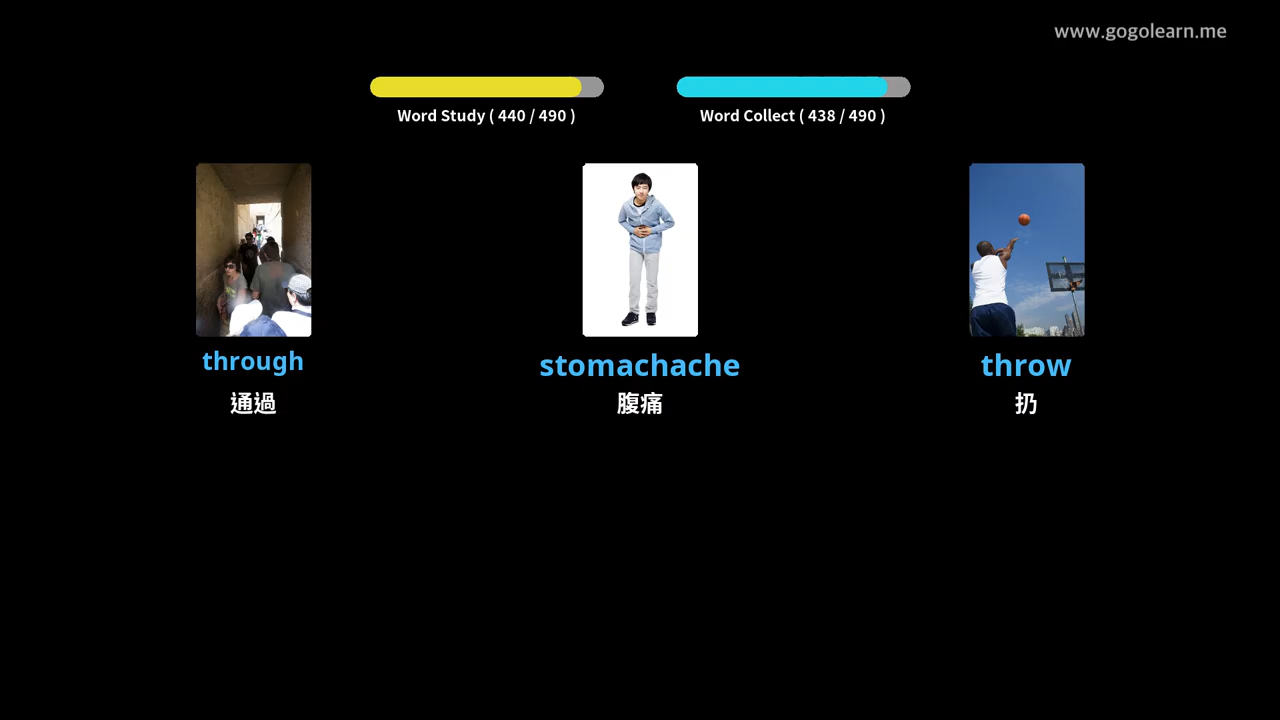 www.gogolearn.me
Word Study ( 440 / 490 )
Word Collect ( 438 / 490 )
through
stomachache
throw
通過
腹痛
扔